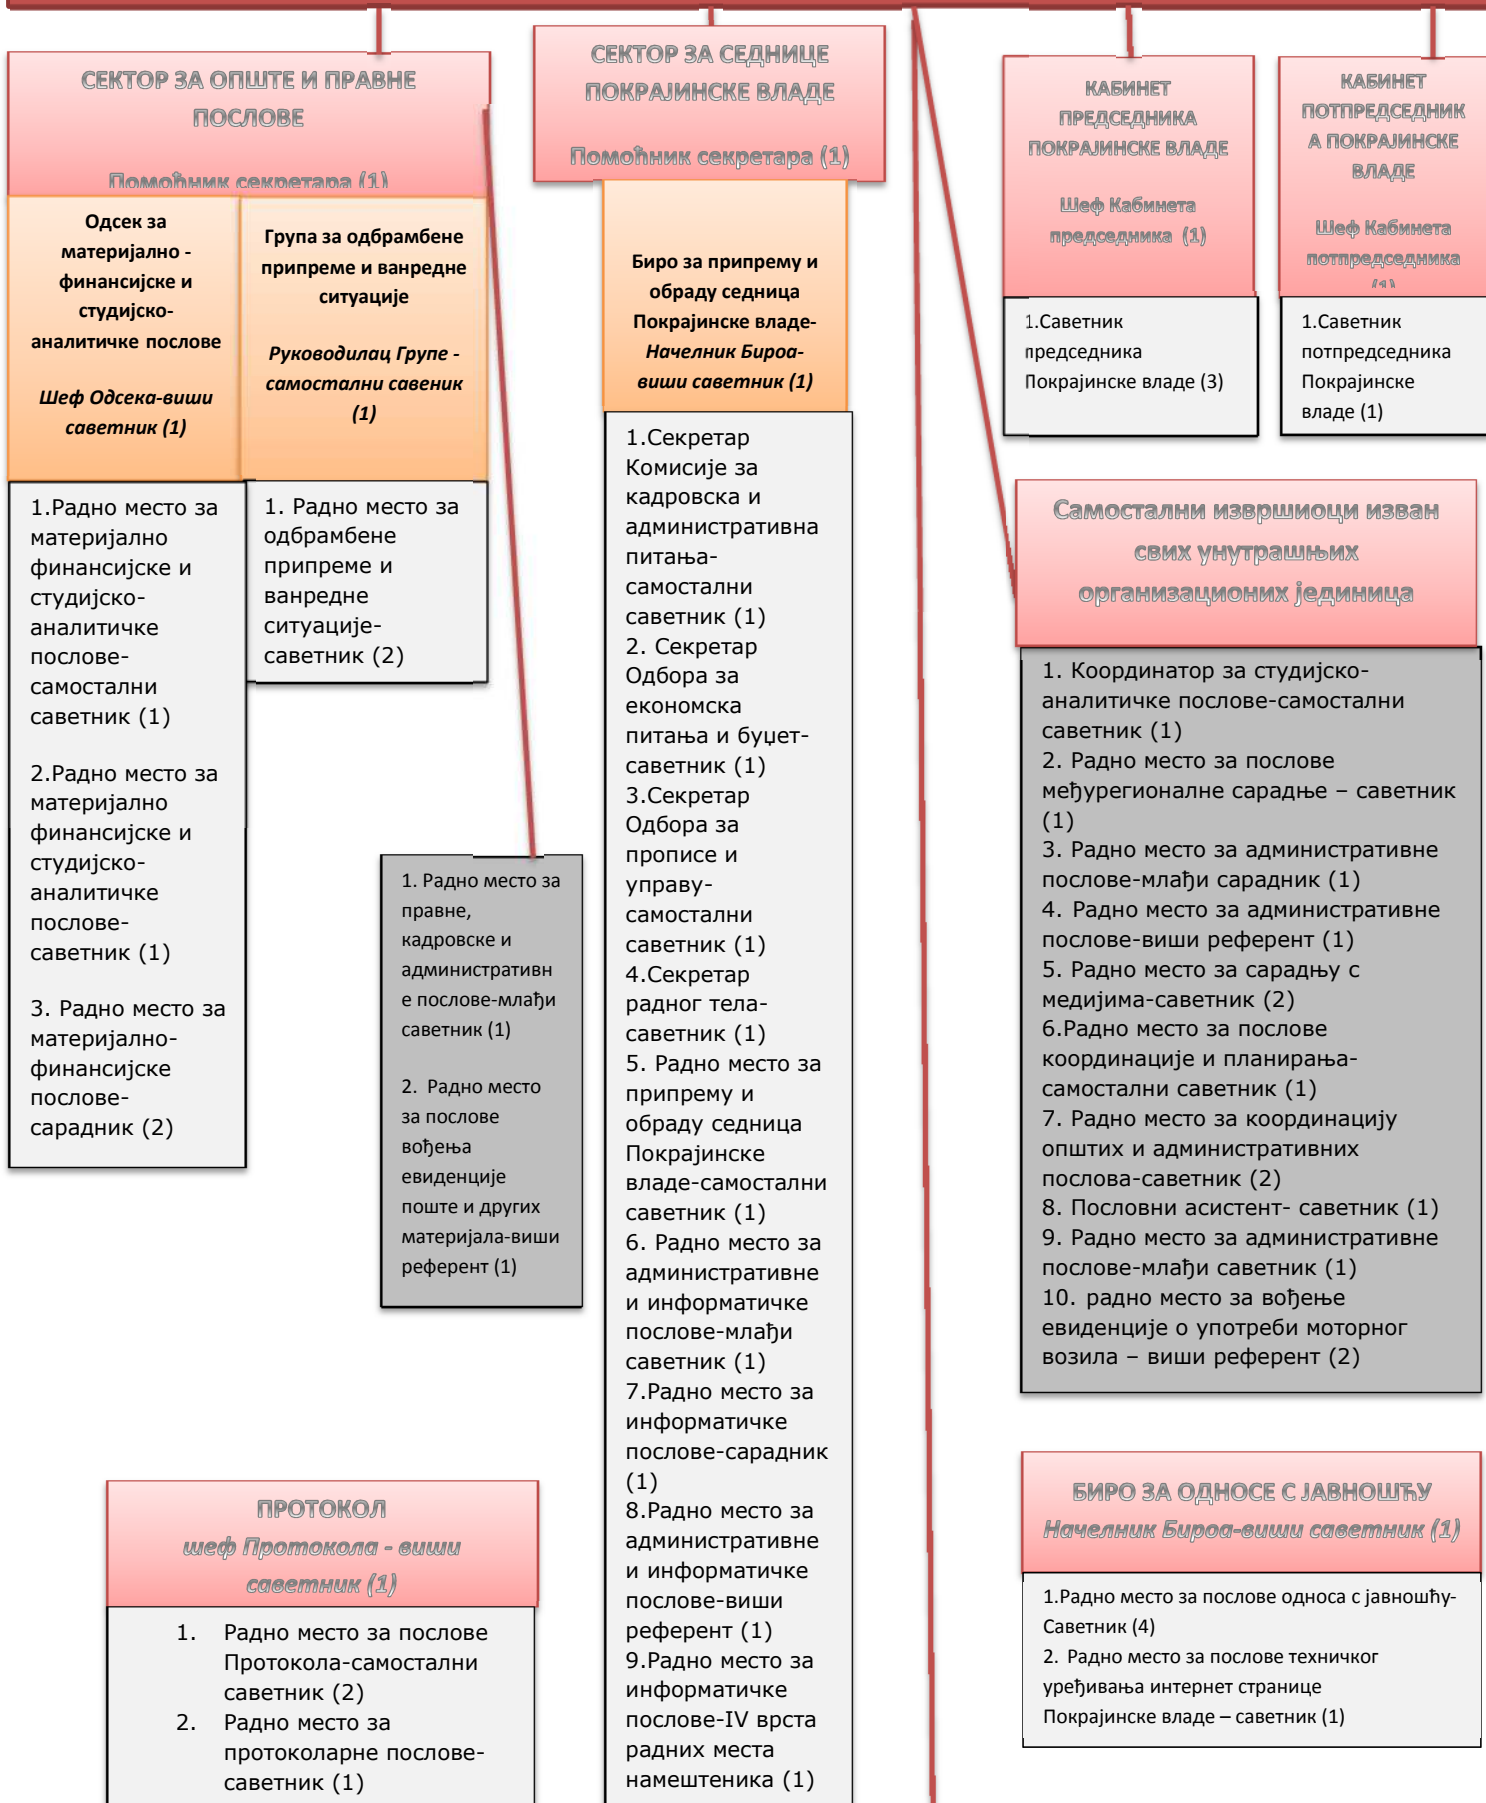 СЕКТОР ЗА ОПШТЕ И ПРАВНЕ
ПОСЛОВЕ
Помоћник секретара (1)
Одсек за
материјално -
финансијске и
студијско-
аналитичке послове
Шеф Одсека-виши
саветник (1)
Група за одбрамбене
припреме и ванредне
ситуације
Руководилац Групе -
самостални савеник
(1)
1.Радно место за
материјално
финансијске и
студијско-
аналитичке
послове-
самостални
саветник (1)
2.Радно место за
материјално
финансијске и
студијско-
аналитичке
послове-
саветник (1)
3. Радно место за
материјално-
финансијске
послове-
сарадник (2)
1. Радно место за
одбрамбене
припреме и
ванредне
ситуације-
саветник (2)
1. Радно место за
правне,
кадровске и
административн
е послове-млађи
саветник (1)
2. Радно место
за послове
вођења
евиденције
поште и других
материјала-виши
референт (1)
СЕКТОР ЗА СЕДНИЦЕ
ПОКРАЈИНСКЕ ВЛАДЕ
Помоћник секретара (1)
Биро за припрему и
обраду седница
Покрајинске владе-
Начелник Бироа-
виши саветник (1)
1.Секретар
Комисије за
кадровска и
административна
питања-
самостални
саветник (1)
2. Секретар
Одбора за
економска
питања и буџет-
саветник (1)
3.Секретар
Одбора за
прописе и
управу-
самостални
саветник (1)
4.Секретар
радног тела-
саветник (1)
5. Радно место за
припрему и
обраду седница
Покрајинске
владе-самостални
саветник (1)
6. Радно место за
административне
и информатичке
послове-млађи
саветник (1)
7.Радно место за
информатичке
послове-сарадник
(1)
8.Радно место за
административне
и информатичке
послове-виши
референт (1)
9.Радно место за
информатичке
послове-IV врста
радних места
намештеника (1)
КАБИНЕТ
ПРЕДСЕДНИКА
ПОКРАЈИНСКЕ ВЛАДЕ
Шеф Кабинета
председника (1)
1.Саветник
председника
Покрајинске владе (3)
КАБИНЕТ
ПОТПРЕДСЕДНИК
А ПОКРАЈИНСКЕ
ВЛАДЕ
Шеф Кабинета
потпредседника
(1)
1.Саветник
потпредседника
Покрајинске
владе (1)
Самостални извршиоци изван
свих унутрашњих
организационих јединица
1. Координатор за студијско-
аналитичке послове-самостални
саветник (1)
2. Радно место за послове
међурегионалне сарадње – саветник
(1)
3. Радно место за административне
послове-млађи сарадник (1)
4. Радно место за административне
послове-виши референт (1)
5. Радно место за сарадњу с
медијима-саветник (2)
6.Радно место за послове
координације и планирања-
самостални саветник (1)
7. Радно место за координацију
општих и административних
послова-саветник (2)
8. Пословни асистент- саветник (1)
9. Радно место за административне
послове-млађи саветник (1)
10. радно место за вођење
евиденције о употреби моторног
возила – виши референт (2)
ПРОТОКОЛ
шеф Протокола - виши
саветник (1)
1. Радно место за послове
Протокола-самостални
саветник (2)
2. Радно место за
протоколарне послове-
саветник (1)
БИРО ЗА ОДНОСЕ С ЈАВНОШЋУ
Начелник Бироа-виши саветник (1)
1.Радно место за послове односа с јавношћу-
Саветник (4)
2. Радно место за послове техничког
уређивања интернет странице
Покрајинске владе – саветник (1)